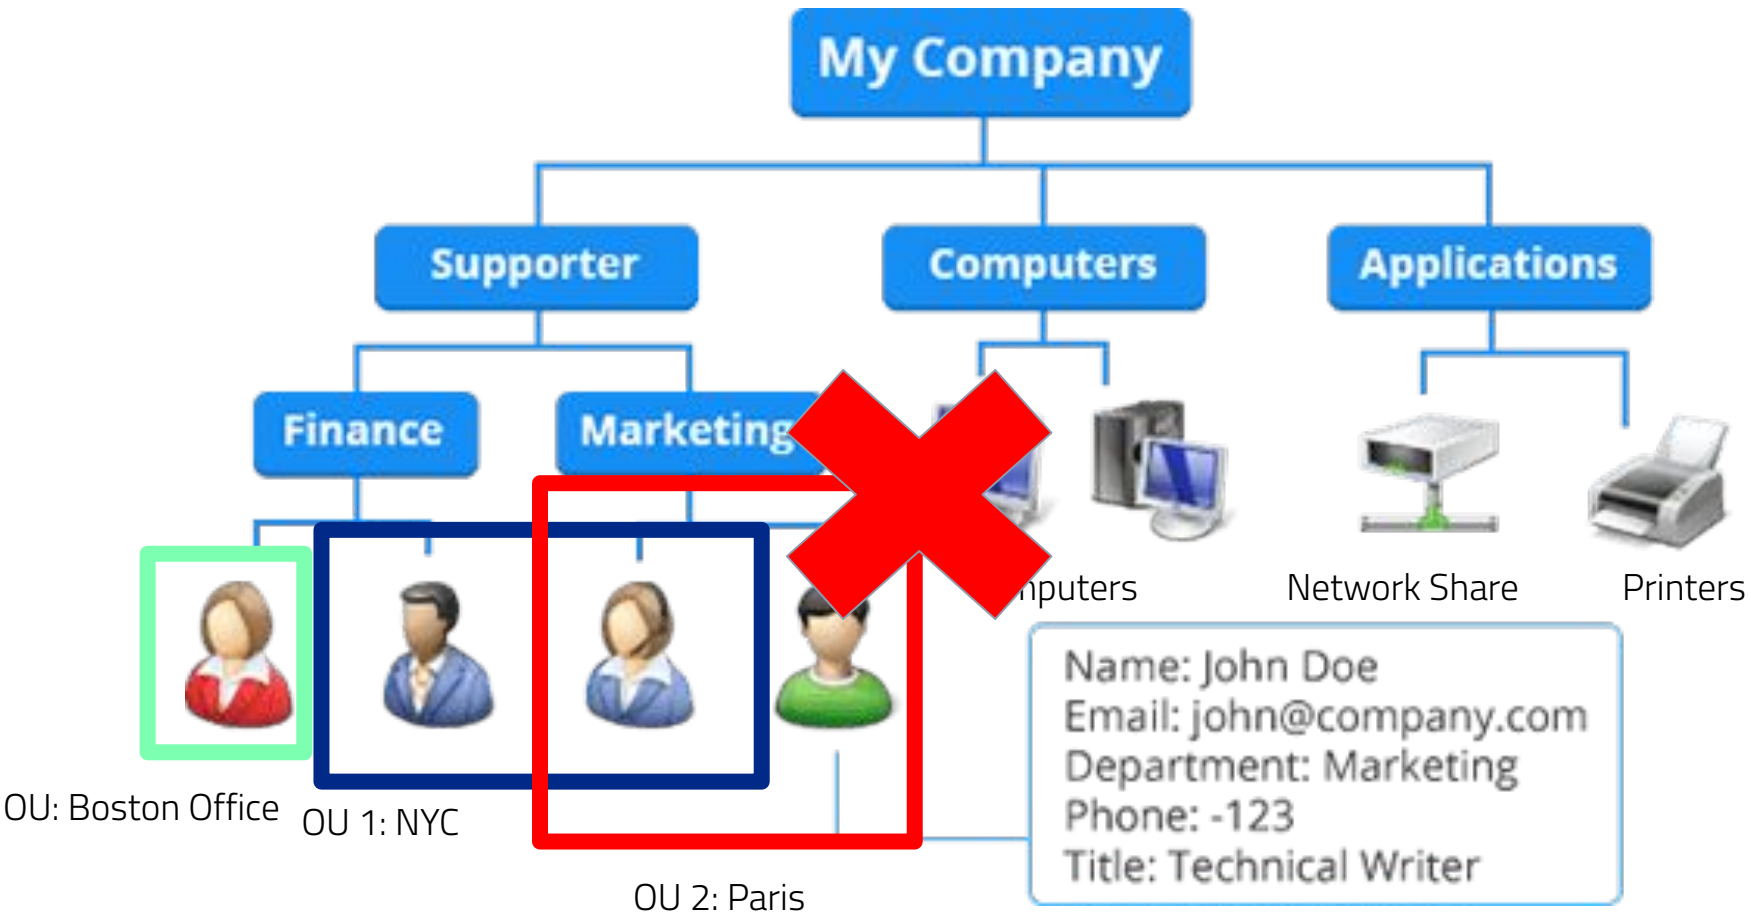 My Company
Supporter
Computers
Applications
Finance
Marketing
mputers
Network Share
Printers
Name: John Doe
Email: john@company.com
Department: Marketing
Phone: -123
Title: Technical Writer
OU: Boston Office
OU 1: NYC
OU 2: Paris